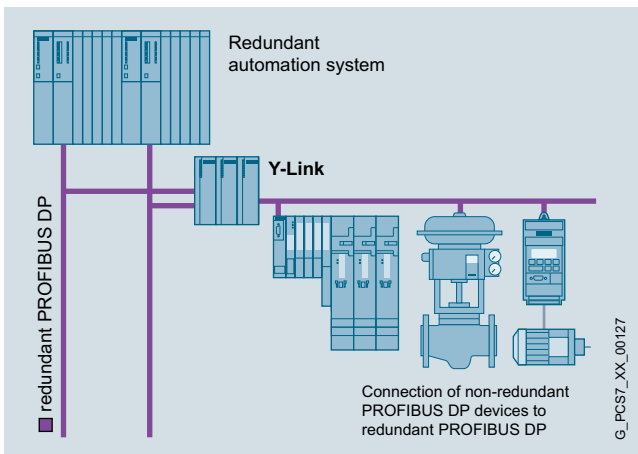 Redundant
automation system
Y-Link
redundant PROFIBUS DP
Connection of non-redundant
PROFIBUS DP devices to
redundant PROFIBUS DP
G_PCS7_XX_00127